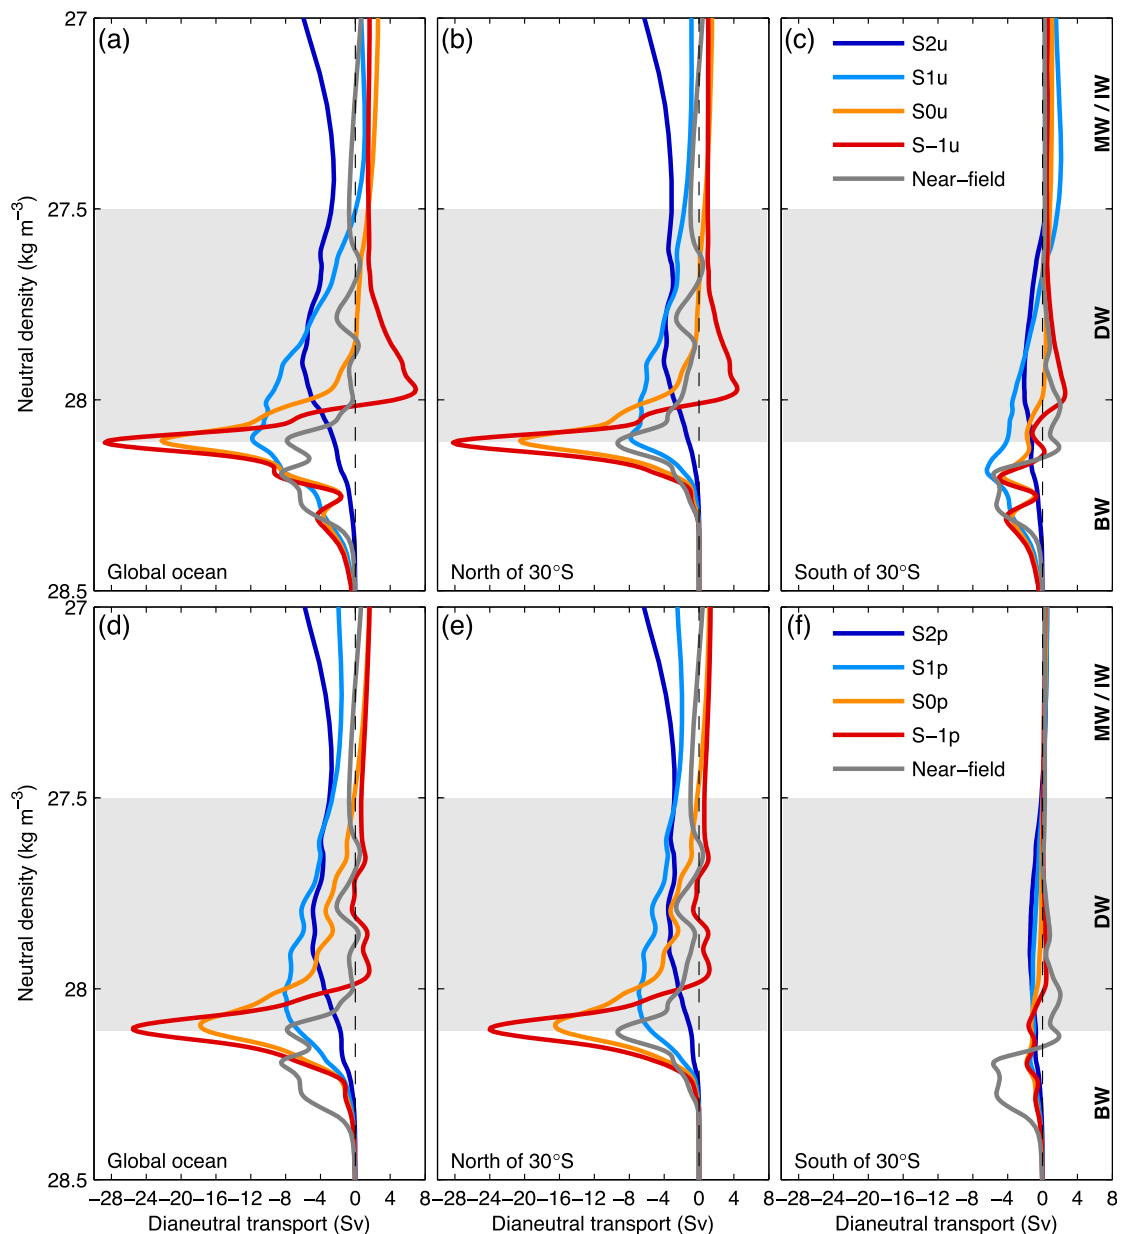 (a)
27
27.5
28
28.5
Neutral density (kg m−3)
Global ocean
(b)
North of 30°S
(c)
S2u
S1u
S0u
S−1u
Near−field
South of 30°S
MW / IW
DW
BW
(d)
27
27.5
28
28.5
Neutral density (kg m−3)
Global ocean
−28 −24 −20 −16 −12 −8 −4 0 4 8
Dianeutral transport (Sv)
(e)
North of 30°S
−28 −24 −20 −16 −12 −8 −4 0 4 8
Dianeutral transport (Sv)
(f)
S2p
S1p
S0p
S−1p
Near−field
South of 30°S
−28 −24 −20 −16 −12 −8 −4 0 4 8
Dianeutral transport (Sv)
MW / IW
DW
BW